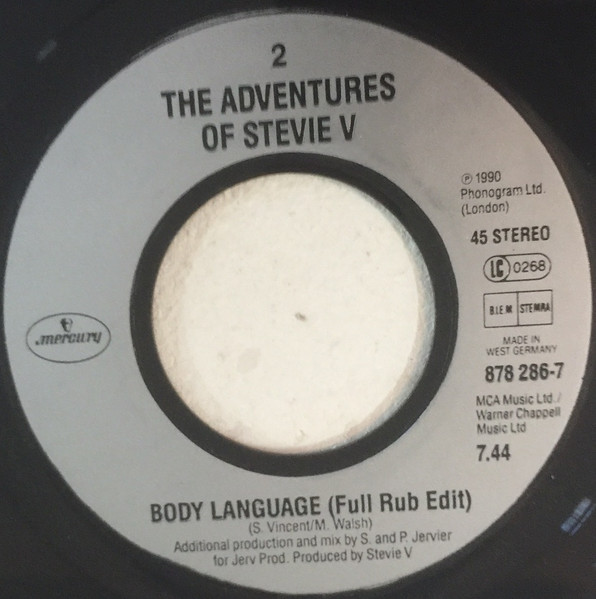 2
THE ADVENTURES
OF STEVIE V
℗ 1990
Phonogram Ltd.
(London)
45 STEREO
LC 0268
B.I.E.M. STEMRA
MADE IN
WEST GERMANY
878 286-7
MCA Music Ltd./
Warner Chappell
Music Ltd
7.44
mercury
BODY LANGUAGE (Full Rub Edit)
(S. Vincent/M. Walsh)
Additional production and mix by S. and P. Jervier
for Jerv Prod. Produced by Stevie V